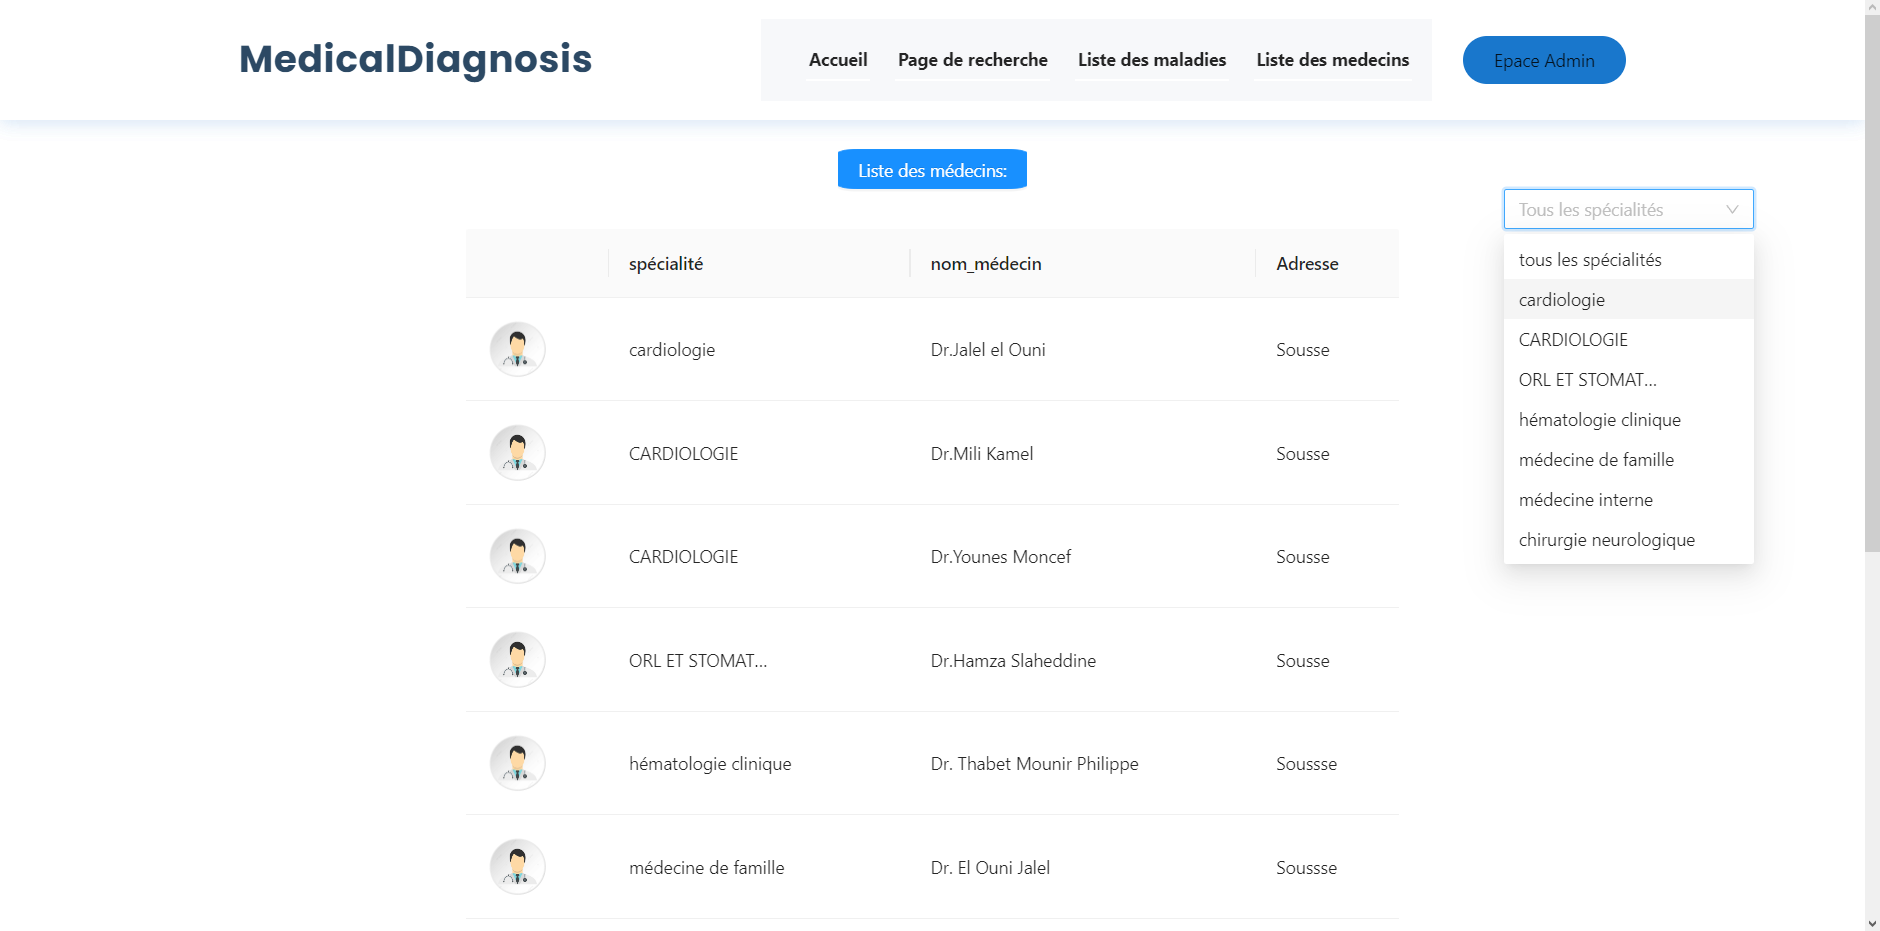 MedicalDiagnosis
Accueil Page de recherche Liste des maladies Liste des medecins
Epace Admin
Liste des médecins:
Tous les spécialités
tous les spécialités
cardiologie
CARDIOLOGIE
ORL ET STOMAT...
hématologie clinique
médecine de famille
médecine interne
chirurgie neurologique
spécialité nom_médecin Adresse
cardiologie Dr.Jalel el Ouni Sousse
CARDIOLOGIE Dr.Mili Kamel Sousse
CARDIOLOGIE Dr.Younes Moncef Sousse
ORL ET STOMAT... Dr.Hamza Slaheddine Sousse
hématologie clinique Dr. Thabet Mounir Philippe Soussse
médecine de famille Dr. El Ouni Jalel Soussse